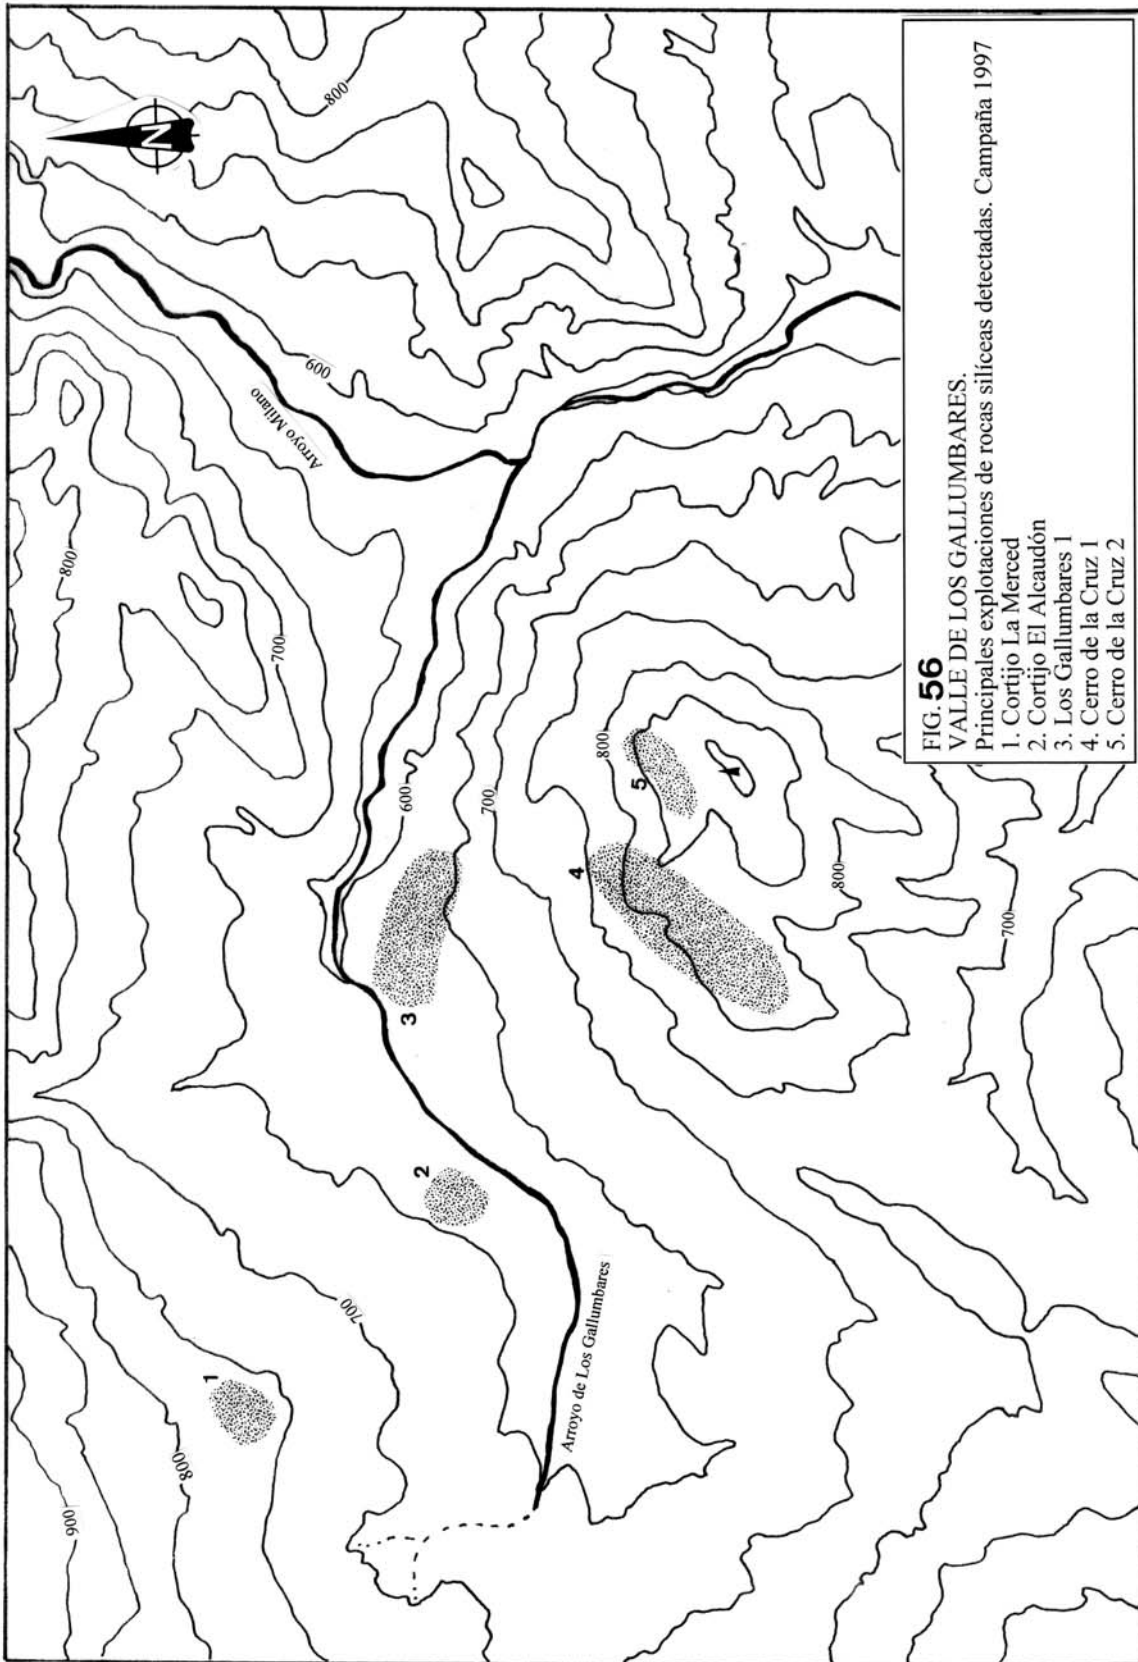 900
800
1
700
2
Arroyo de Los Gallumbares
3
600
700
4
5
800
800
700
800
700
Arroyo Milano
600
800
N
FIG. 56
VALLE DE LOS GALLUMBARES.
Principales explotaciones de rocas silíceas detectadas. Campaña 1997
1. Cortijo La Merced
2. Cortijo El Alcaudón
3. Los Gallumbares 1
4. Cerro de la Cruz 1
5. Cerro de la Cruz 2